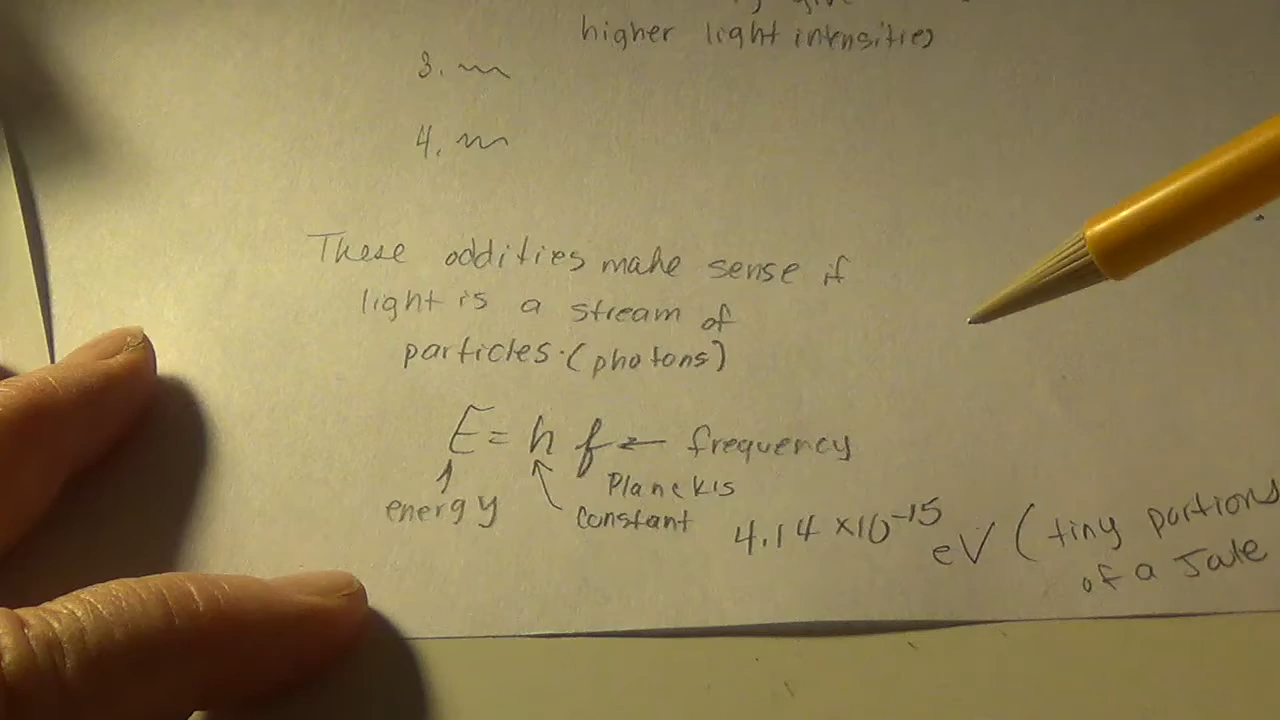 higher light intensities
3.
4.
These oddities make sense if
light is a stream of
particles. (photons)
E = h f ← frequency
energy
Planck's
constant
4.14 x10⁻¹⁵
eV (tiny portions
of a Joule